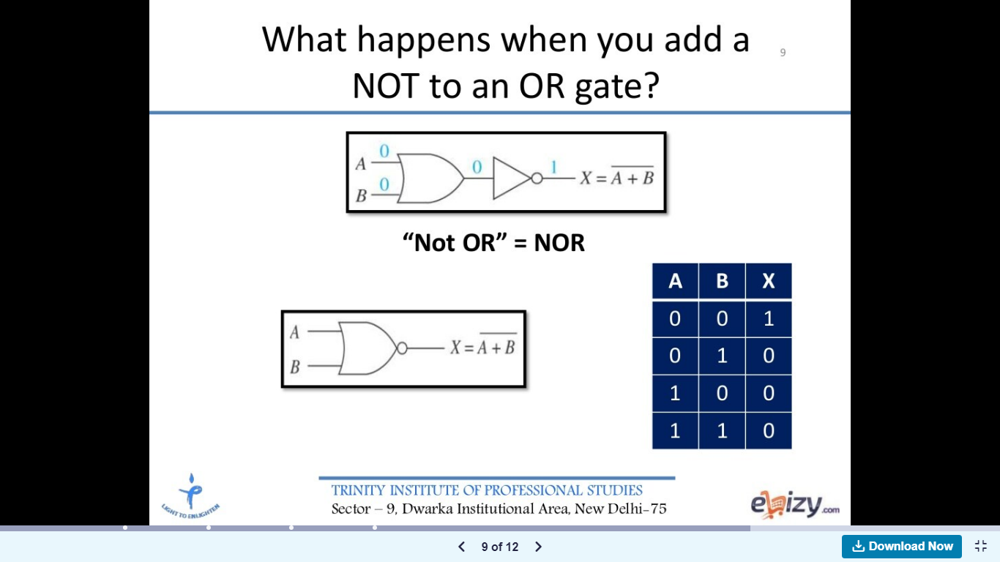 What happens when you add a
9
NOT to an OR gate?
A 0
B 0
0
1
X = \overline{A + B}
“Not OR” = NOR
A B X
0 0 1
0 1 0
1 0 0
1 1 0
A
B
X = \overline{A + B}
LIGHT TO ENLIGHTEN
TRINITY INSTITUTE OF PROFESSIONAL STUDIES
Sector – 9, Dwarka Institutional Area, New Delhi-75
ebizy.com
9 of 12
Download Now